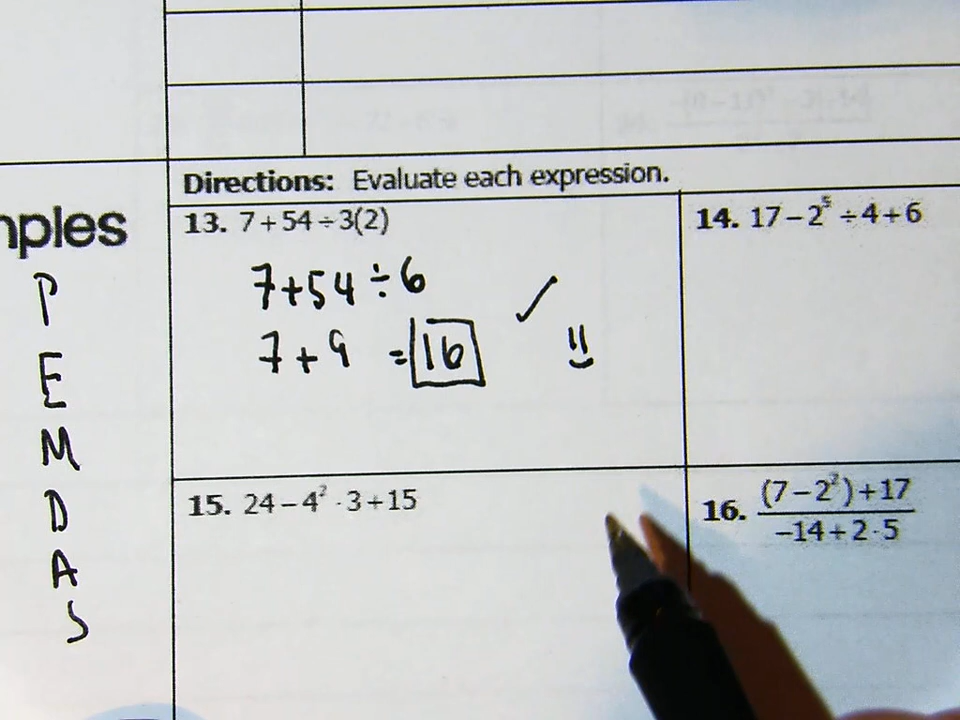 Directions: Evaluate each expression.
nples
P
E
M
D
A
S
13. 7 + 54 ÷ 3(2)
7 + 54 ÷ 6
7 + 9 = 16
14. 17 − 2⁵ ÷ 4 + 6
15. 24 − 4² · 3 + 15
16. (7 − 2²) + 17
−14 + 2 · 5